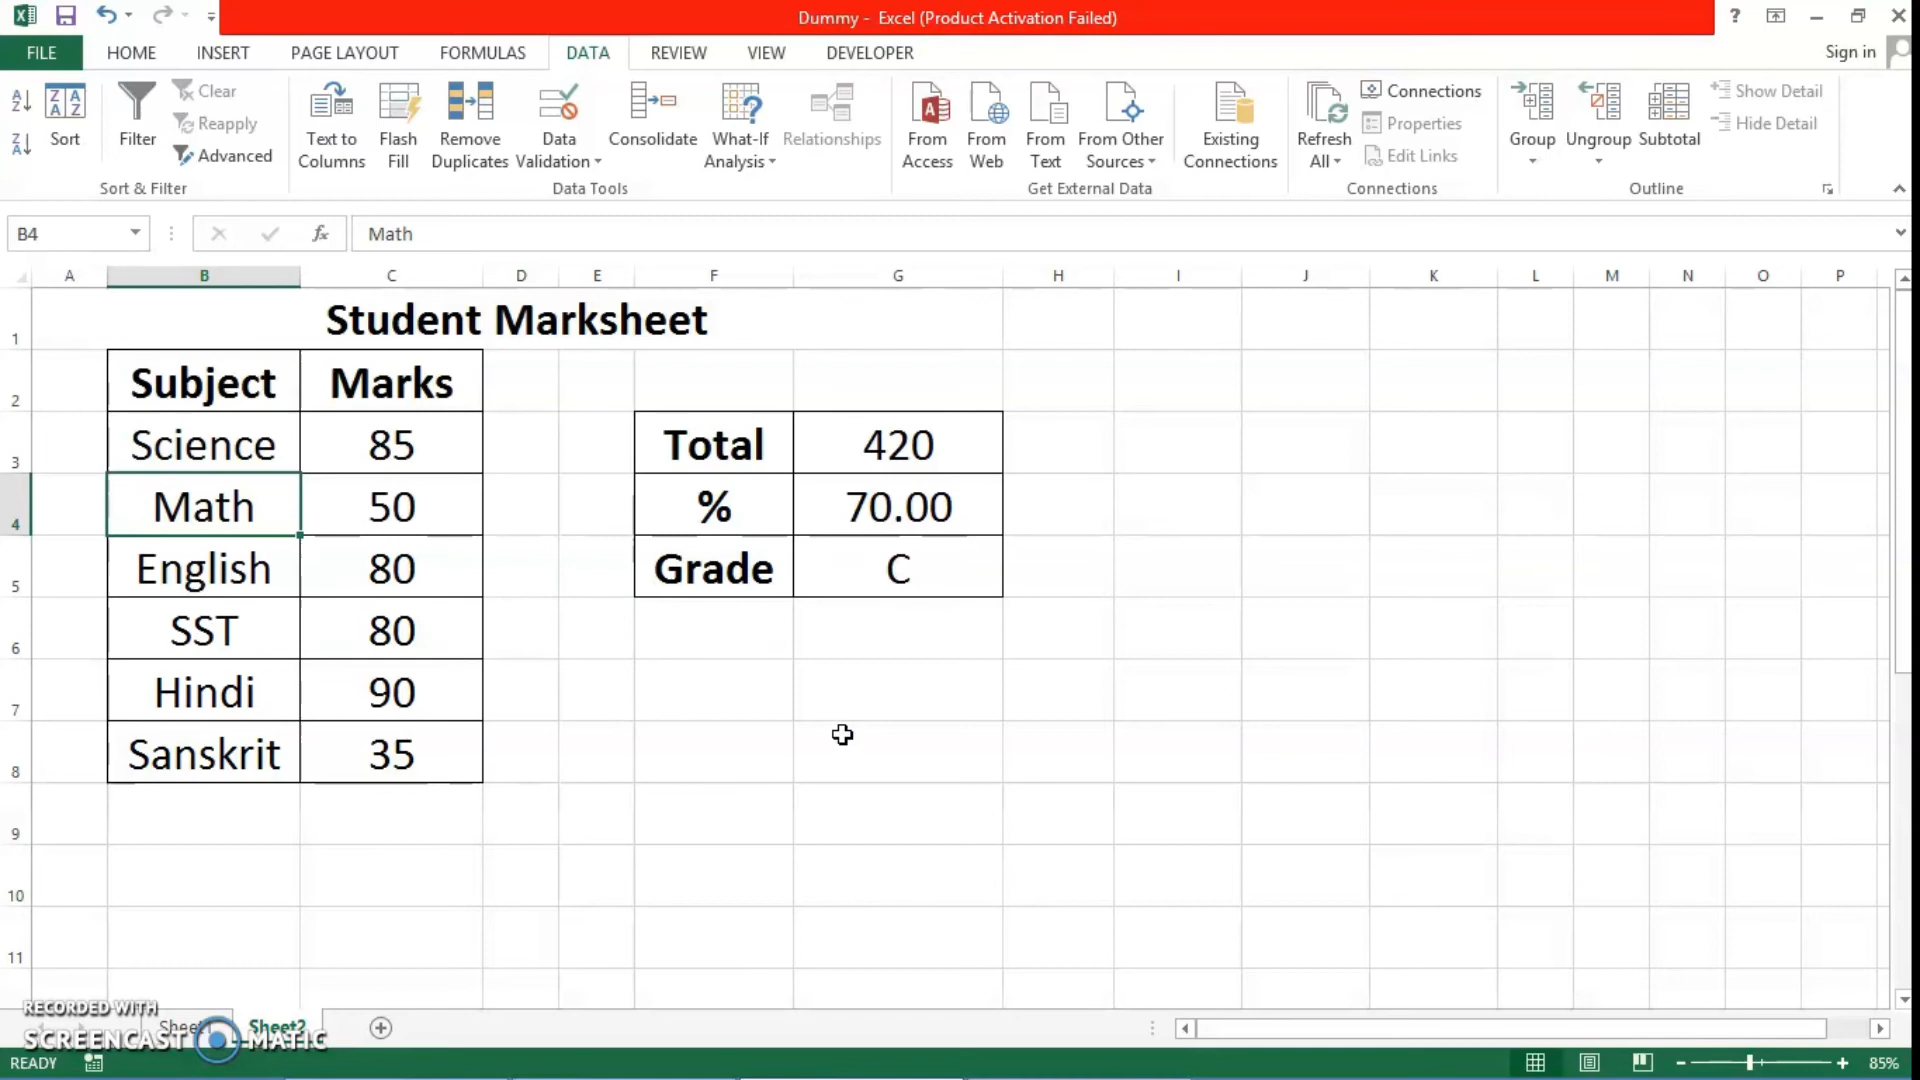 Dummy - Excel (Product Activation Failed)
?
FILE HOME INSERT PAGE LAYOUT FORMULAS DATA REVIEW VIEW DEVELOPER Sign in
Sort
Filter
Clear
Reapply
Advanced
Sort & Filter
Text to Columns
Flash Fill
Remove Duplicates
Data Validation
Consolidate
What-If Analysis
Relationships
Data Tools
From Access
From Web
From Text
From Other Sources
Existing Connections
Get External Data
Refresh All
Connections
Properties
Edit Links
Connections
Group
Ungroup
Subtotal
Show Detail
Hide Detail
Outline
B4 fx Math
A B C D E F G H I J K L M N O P
1 Student Marksheet
2 Subject Marks
3 Science 85 Total 420
4 Math 50 % 70.00
5 English 80 Grade C
6 SST 80
7 Hindi 90
8 Sanskrit 35
9
10
11
RECORDED WITH
Sheet1 Sheet2
SCREENCAST-O-MATIC
READY 85%